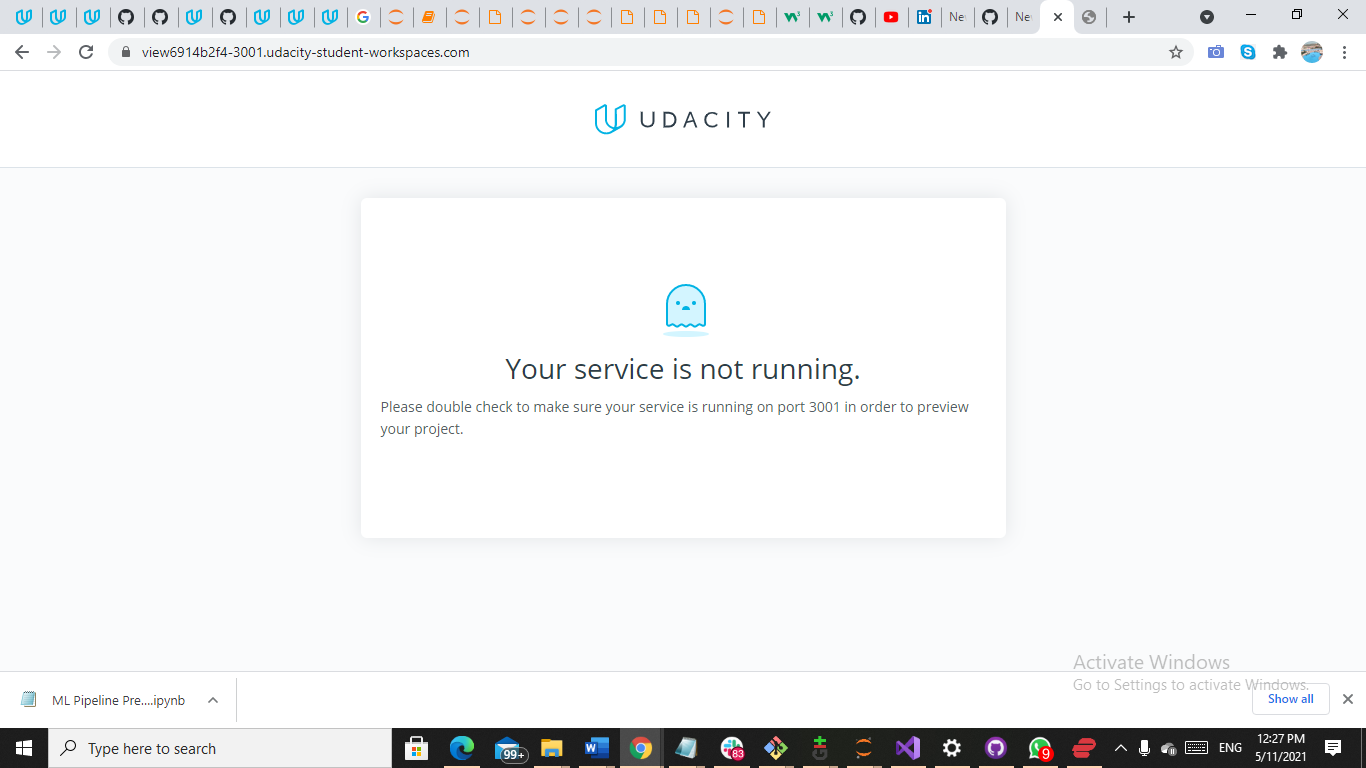 Ne
Ne
view6914b2f4-3001.udacity-student-workspaces.com
UDACITY
Your service is not running.
Please double check to make sure your service is running on port 3001 in order to preview
your project.
Activate Windows
Go to Settings to activate Windows.
ML Pipeline Pre....ipynb
Show all
Type here to search
99+
83
9
ENG
12:27 PM
5/11/2021